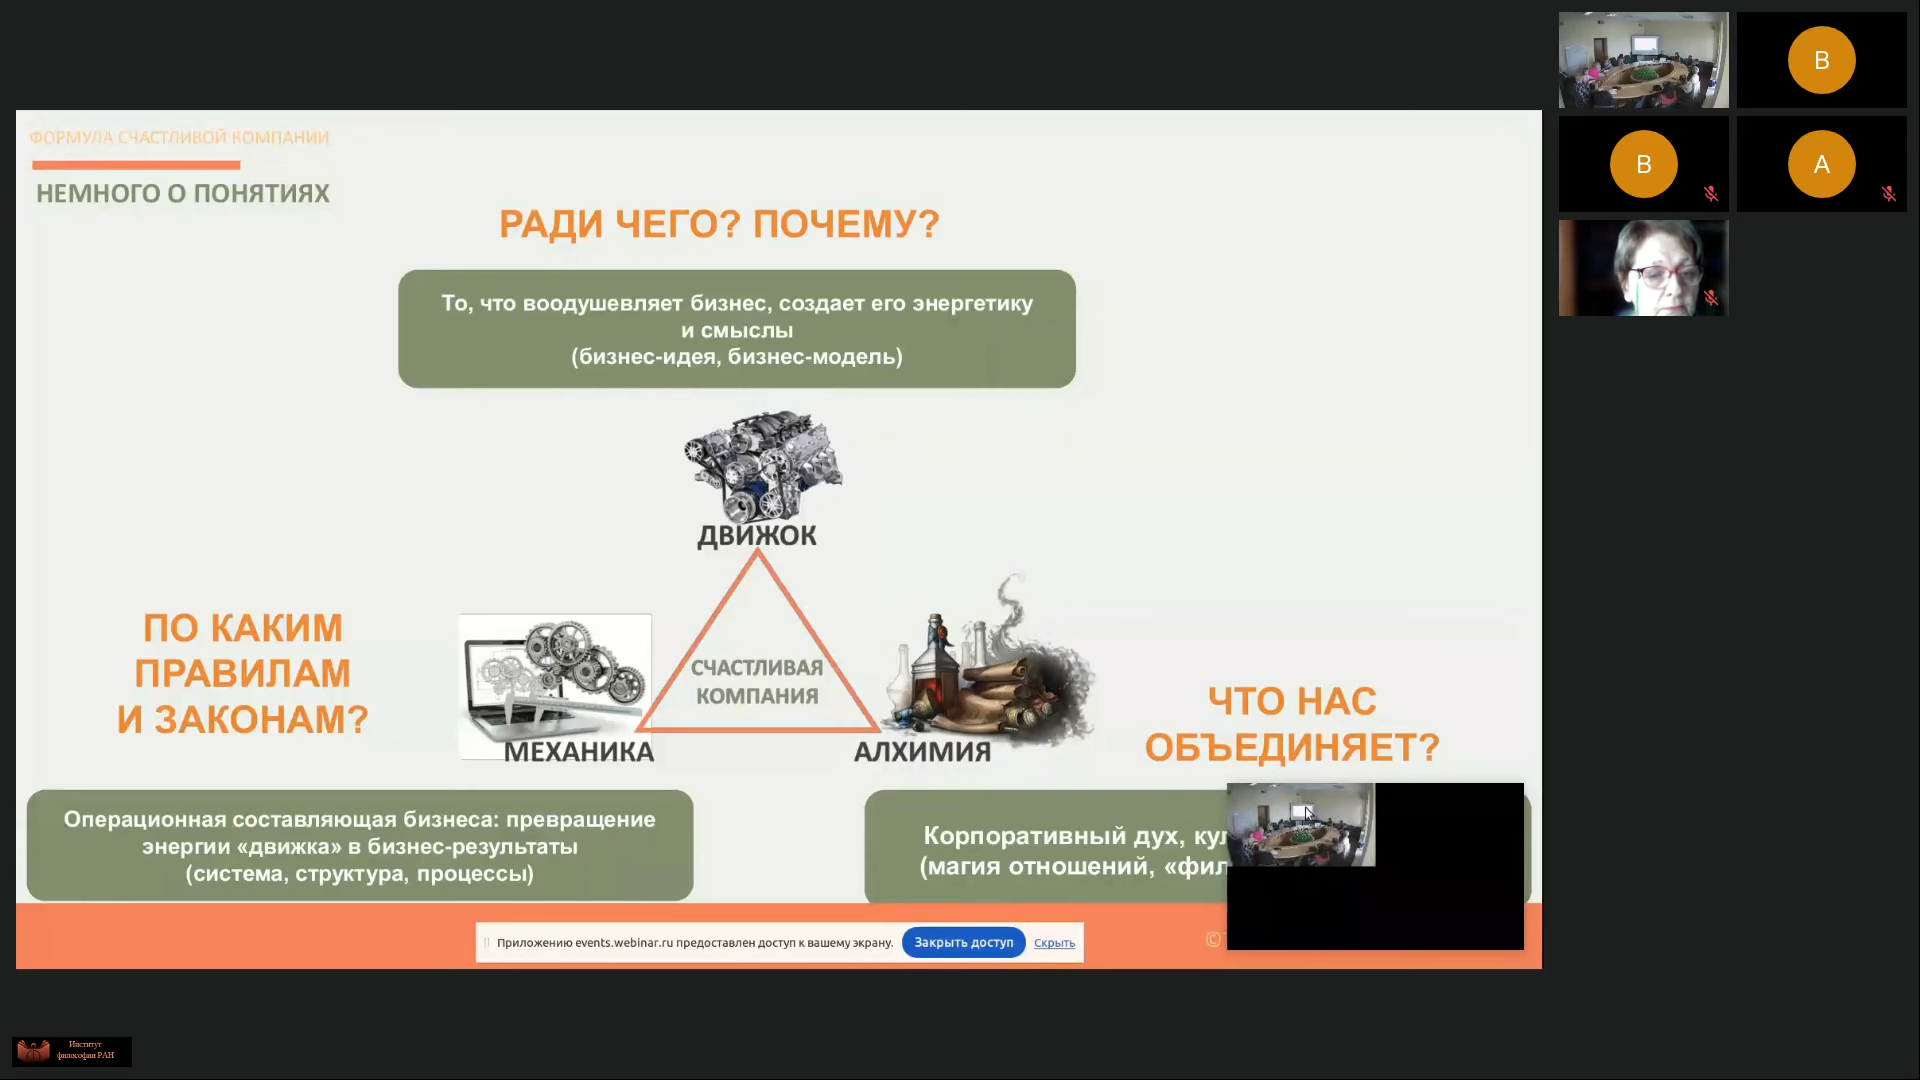 ФОРМУЛА СЧАСТЛИВОЙ КОМПАНИИ
НЕМНОГО О ПОНЯТИЯХ
РАДИ ЧЕГО? ПОЧЕМУ?
То, что воодушевляет бизнес, создает его энергетику
и смыслы
(бизнес-идея, бизнес-модель)
ДВИЖОК
ПО КАКИМ
ПРАВИЛАМ
И ЗАКОНАМ?
СЧАСТЛИВАЯ
КОМПАНИЯ
МЕХАНИКА
АЛХИМИЯ
ЧТО НАС
ОБЪЕДИНЯЕТ?
Операционная составляющая бизнеса: превращение
энергии «движка» в бизнес-результаты
(система, структура, процессы)
Корпоративный дух,
(магия отношений,
Приложению events.webinar.ru предоставлен доступ к вашему экрану.
Закрыть доступ
Скрыть
©
B
B
A
Институт
философии РАН